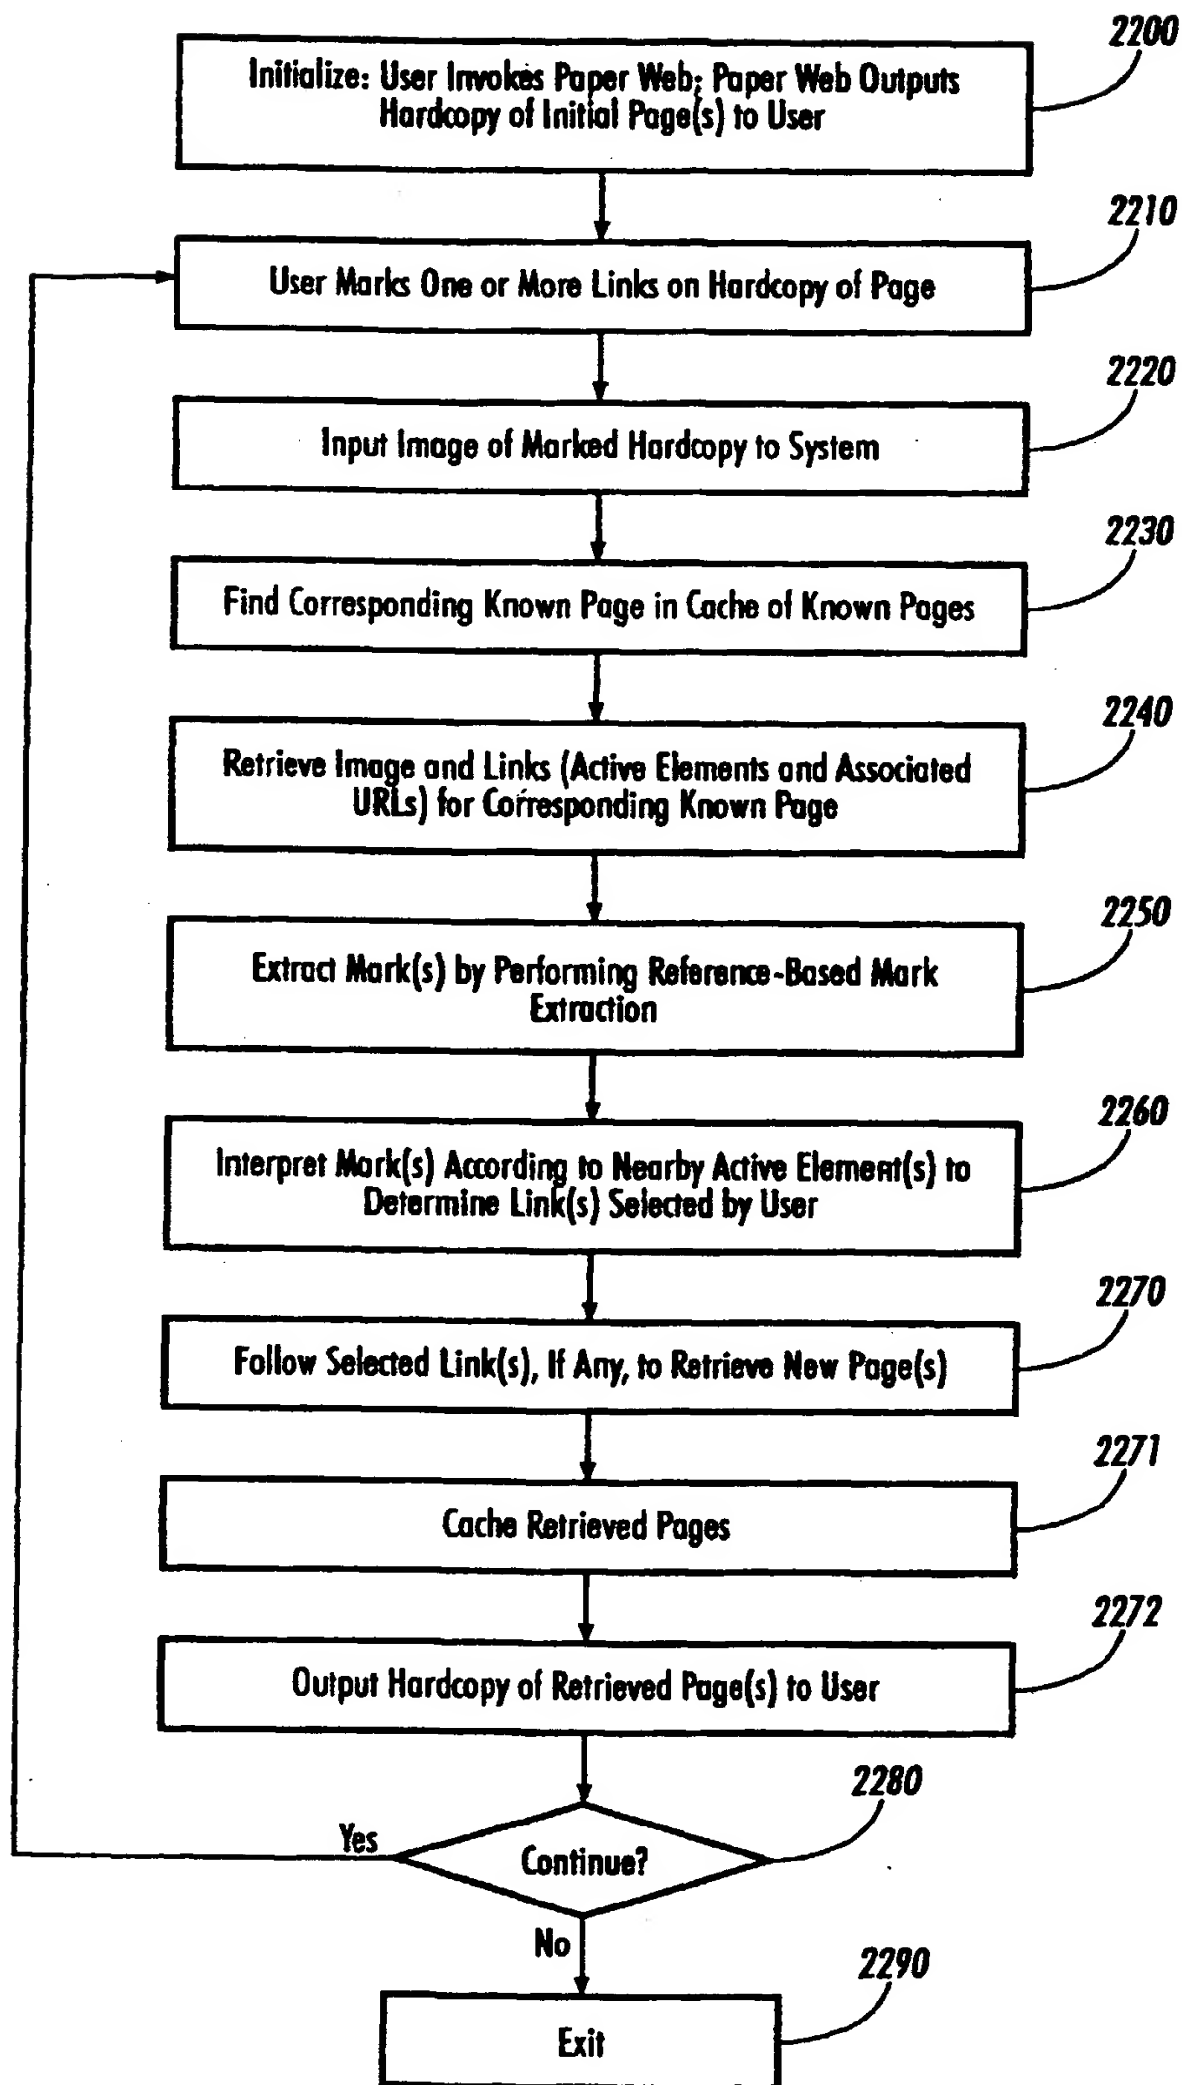 2200
Initialize: User Invokes Paper Web; Paper Web Outputs
Hardcopy of Initial Page(s) to User
2210
User Marks One or More Links on Hardcopy of Page
2220
Input Image of Marked Hardcopy to System
2230
Find Corresponding Known Page in Cache of Known Pages
2240
Retrieve Image and Links (Active Elements and Associated
URLs) for Corresponding Known Page
2250
Extract Mark(s) by Performing Reference-Based Mark
Extraction
2260
Interpret Mark(s) According to Nearby Active Element(s) to
Determine Link(s) Selected by User
2270
Follow Selected Link(s), If Any, to Retrieve New Page(s)
2271
Cache Retrieved Pages
2272
Output Hardcopy of Retrieved Page(s) to User
2280
Yes
Continue?
No
2290
Exit